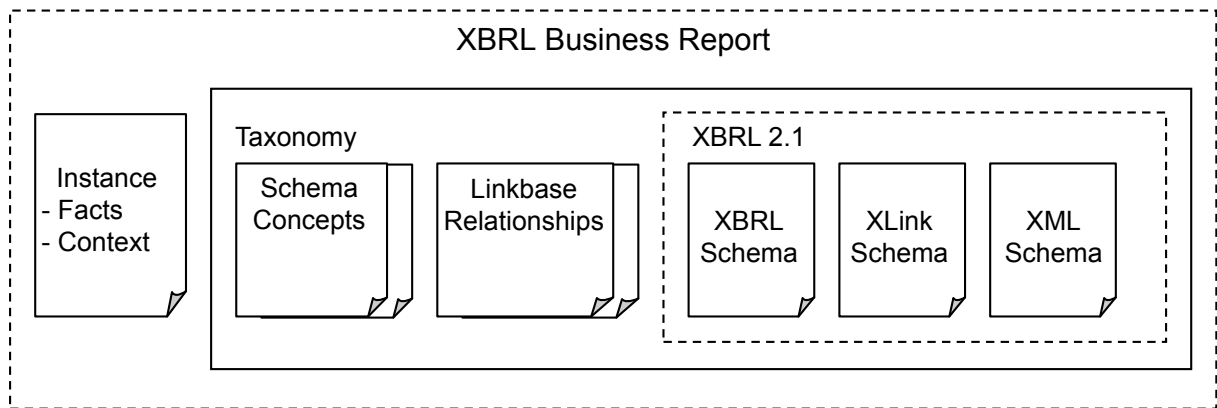 XBRL Business Report
Instance
- Facts
- Context
Taxonomy
Schema
Concepts
Linkbase
Relationships
XBRL 2.1
XBRL
Schema
XLink
Schema
XML
Schema